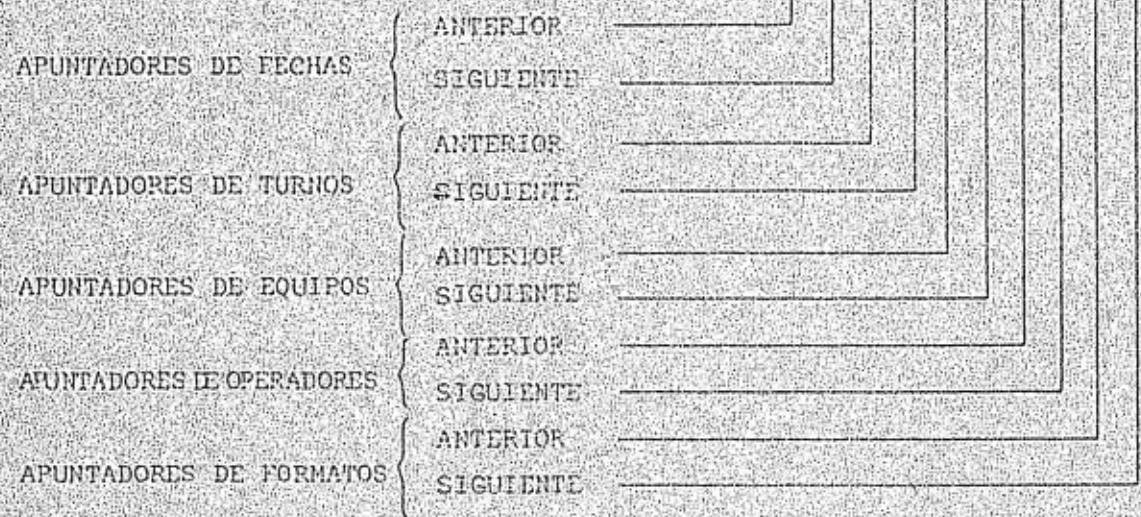 ANTERIOR
APUNTADORES DE FECHAS
SIGUIENTE
ANTERIOR
APUNTADORES DE TURNOS
SIGUIENTE
ANTERIOR
APUNTADORES DE EQUIPOS
SIGUIENTE
ANTERIOR
APUNTADORES DE OPERADORES
SIGUIENTE
ANTERIOR
APUNTADORES DE FORMATOS
SIGUIENTE